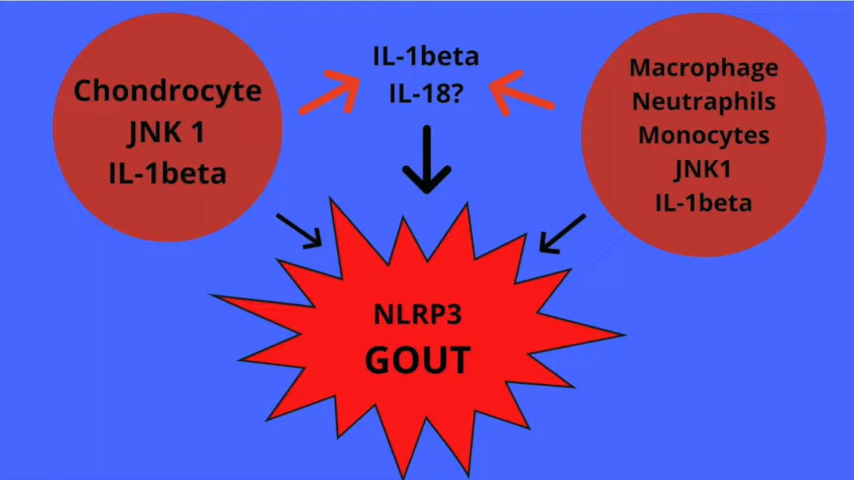 Chondrocyte
JNK 1
IL-1beta
IL-1beta
IL-18?
Macrophage
Neutraphils
Monocytes
JNK1
IL-1beta
NLRP3
GOUT